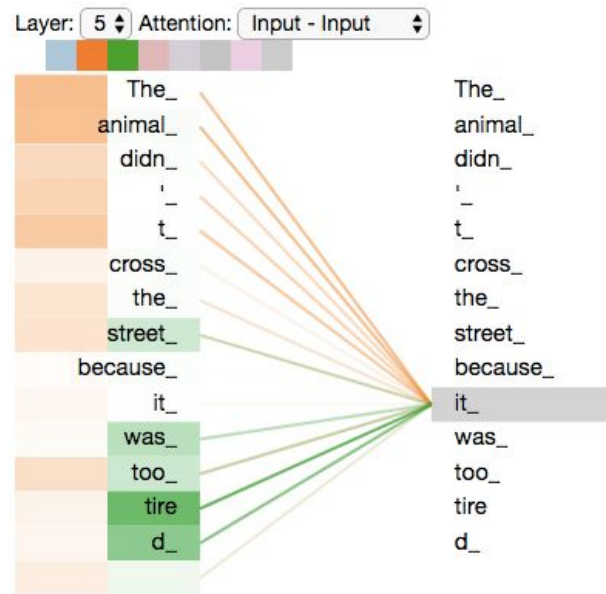 Layer: 5 Attention: Input - Input
The_ The_
animal_ animal_
didn_ didn_
'_ '_
t_ t_
cross_ cross_
the_ the_
street_ street_
because_ because_
it_ it_
was_ was_
too_ too_
tire tire
d_ d_